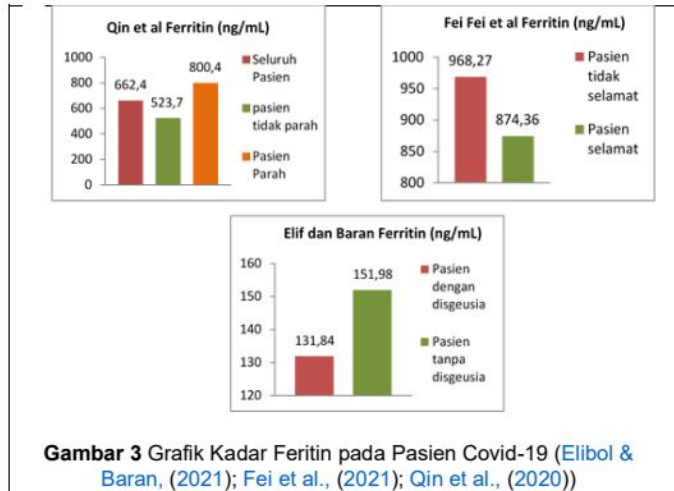 Qin et al Ferritin (ng/mL)
1000
800
600
400
200
0
662,4
523,7
800,4
Seluruh
Pasien
pasien
tidak parah
Pasien
Parah
Fei Fei et al Ferritin (ng/mL)
1000
950
900
850
800
968,27
874,36
Pasien
tidak
selamat
Pasien
selamat
Elif dan Baran Ferritin (ng/mL)
160
150
140
130
120
131,84
151,98
Pasien
dengan
disgeusia
Pasien
tanpa
disgeusia
Gambar 3 Grafik Kadar Feritin pada Pasien Covid-19 (Elibol &
Baran, (2021); Fei et al., (2021); Qin et al., (2020))